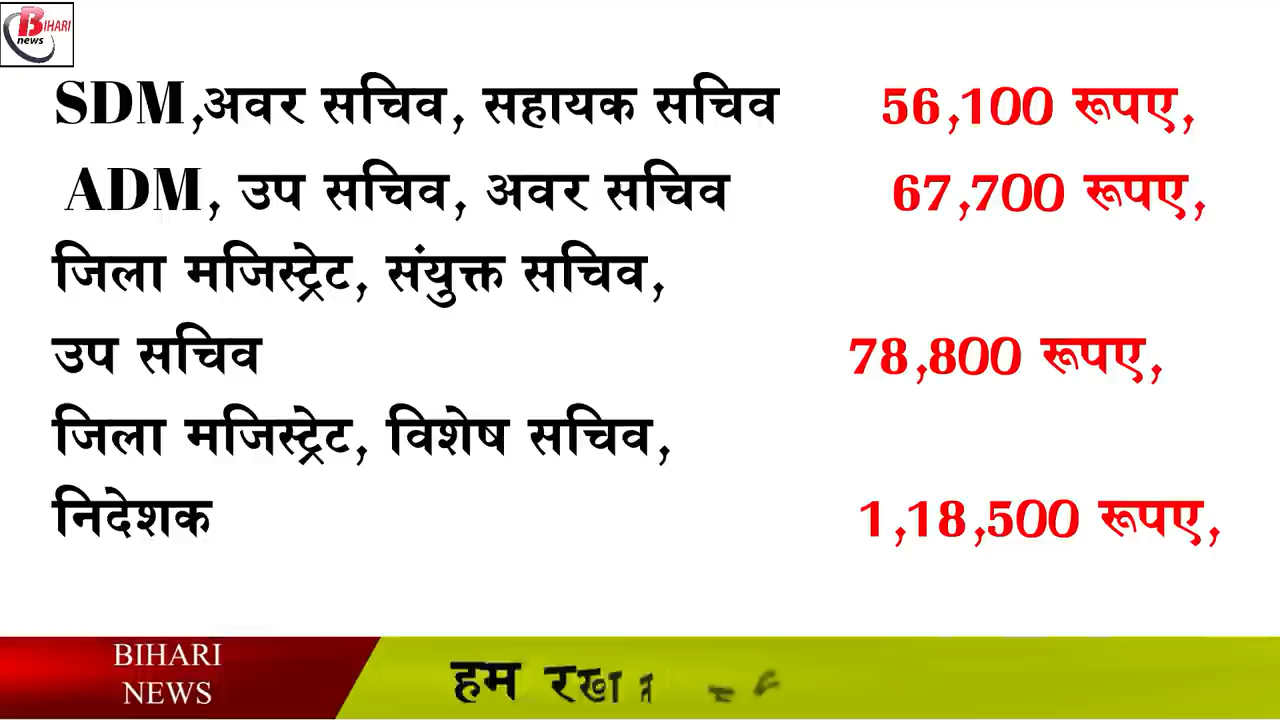 BIHARI
news
SDM,अवर सचिव, सहायक सचिव 56,100 रूपए,
ADM, उप सचिव, अवर सचिव 67,700 रूपए,
जिला मजिस्ट्रेट, संयुक्त सचिव,
उप सचिव 78,800 रूपए,
जिला मजिस्ट्रेट, विशेष सचिव,
निदेशक 1,18,500 रूपए,
BIHARI
NEWS
हम